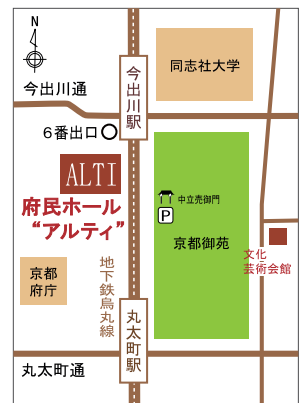 N
同志社大学
今出川通
今出川駅
6番出口
ALTI
府民ホール
“アルティ”
中立売御門
P
京都御苑
文化
芸術会館
京都
府庁
地下鉄烏丸線
丸太町駅
丸太町通